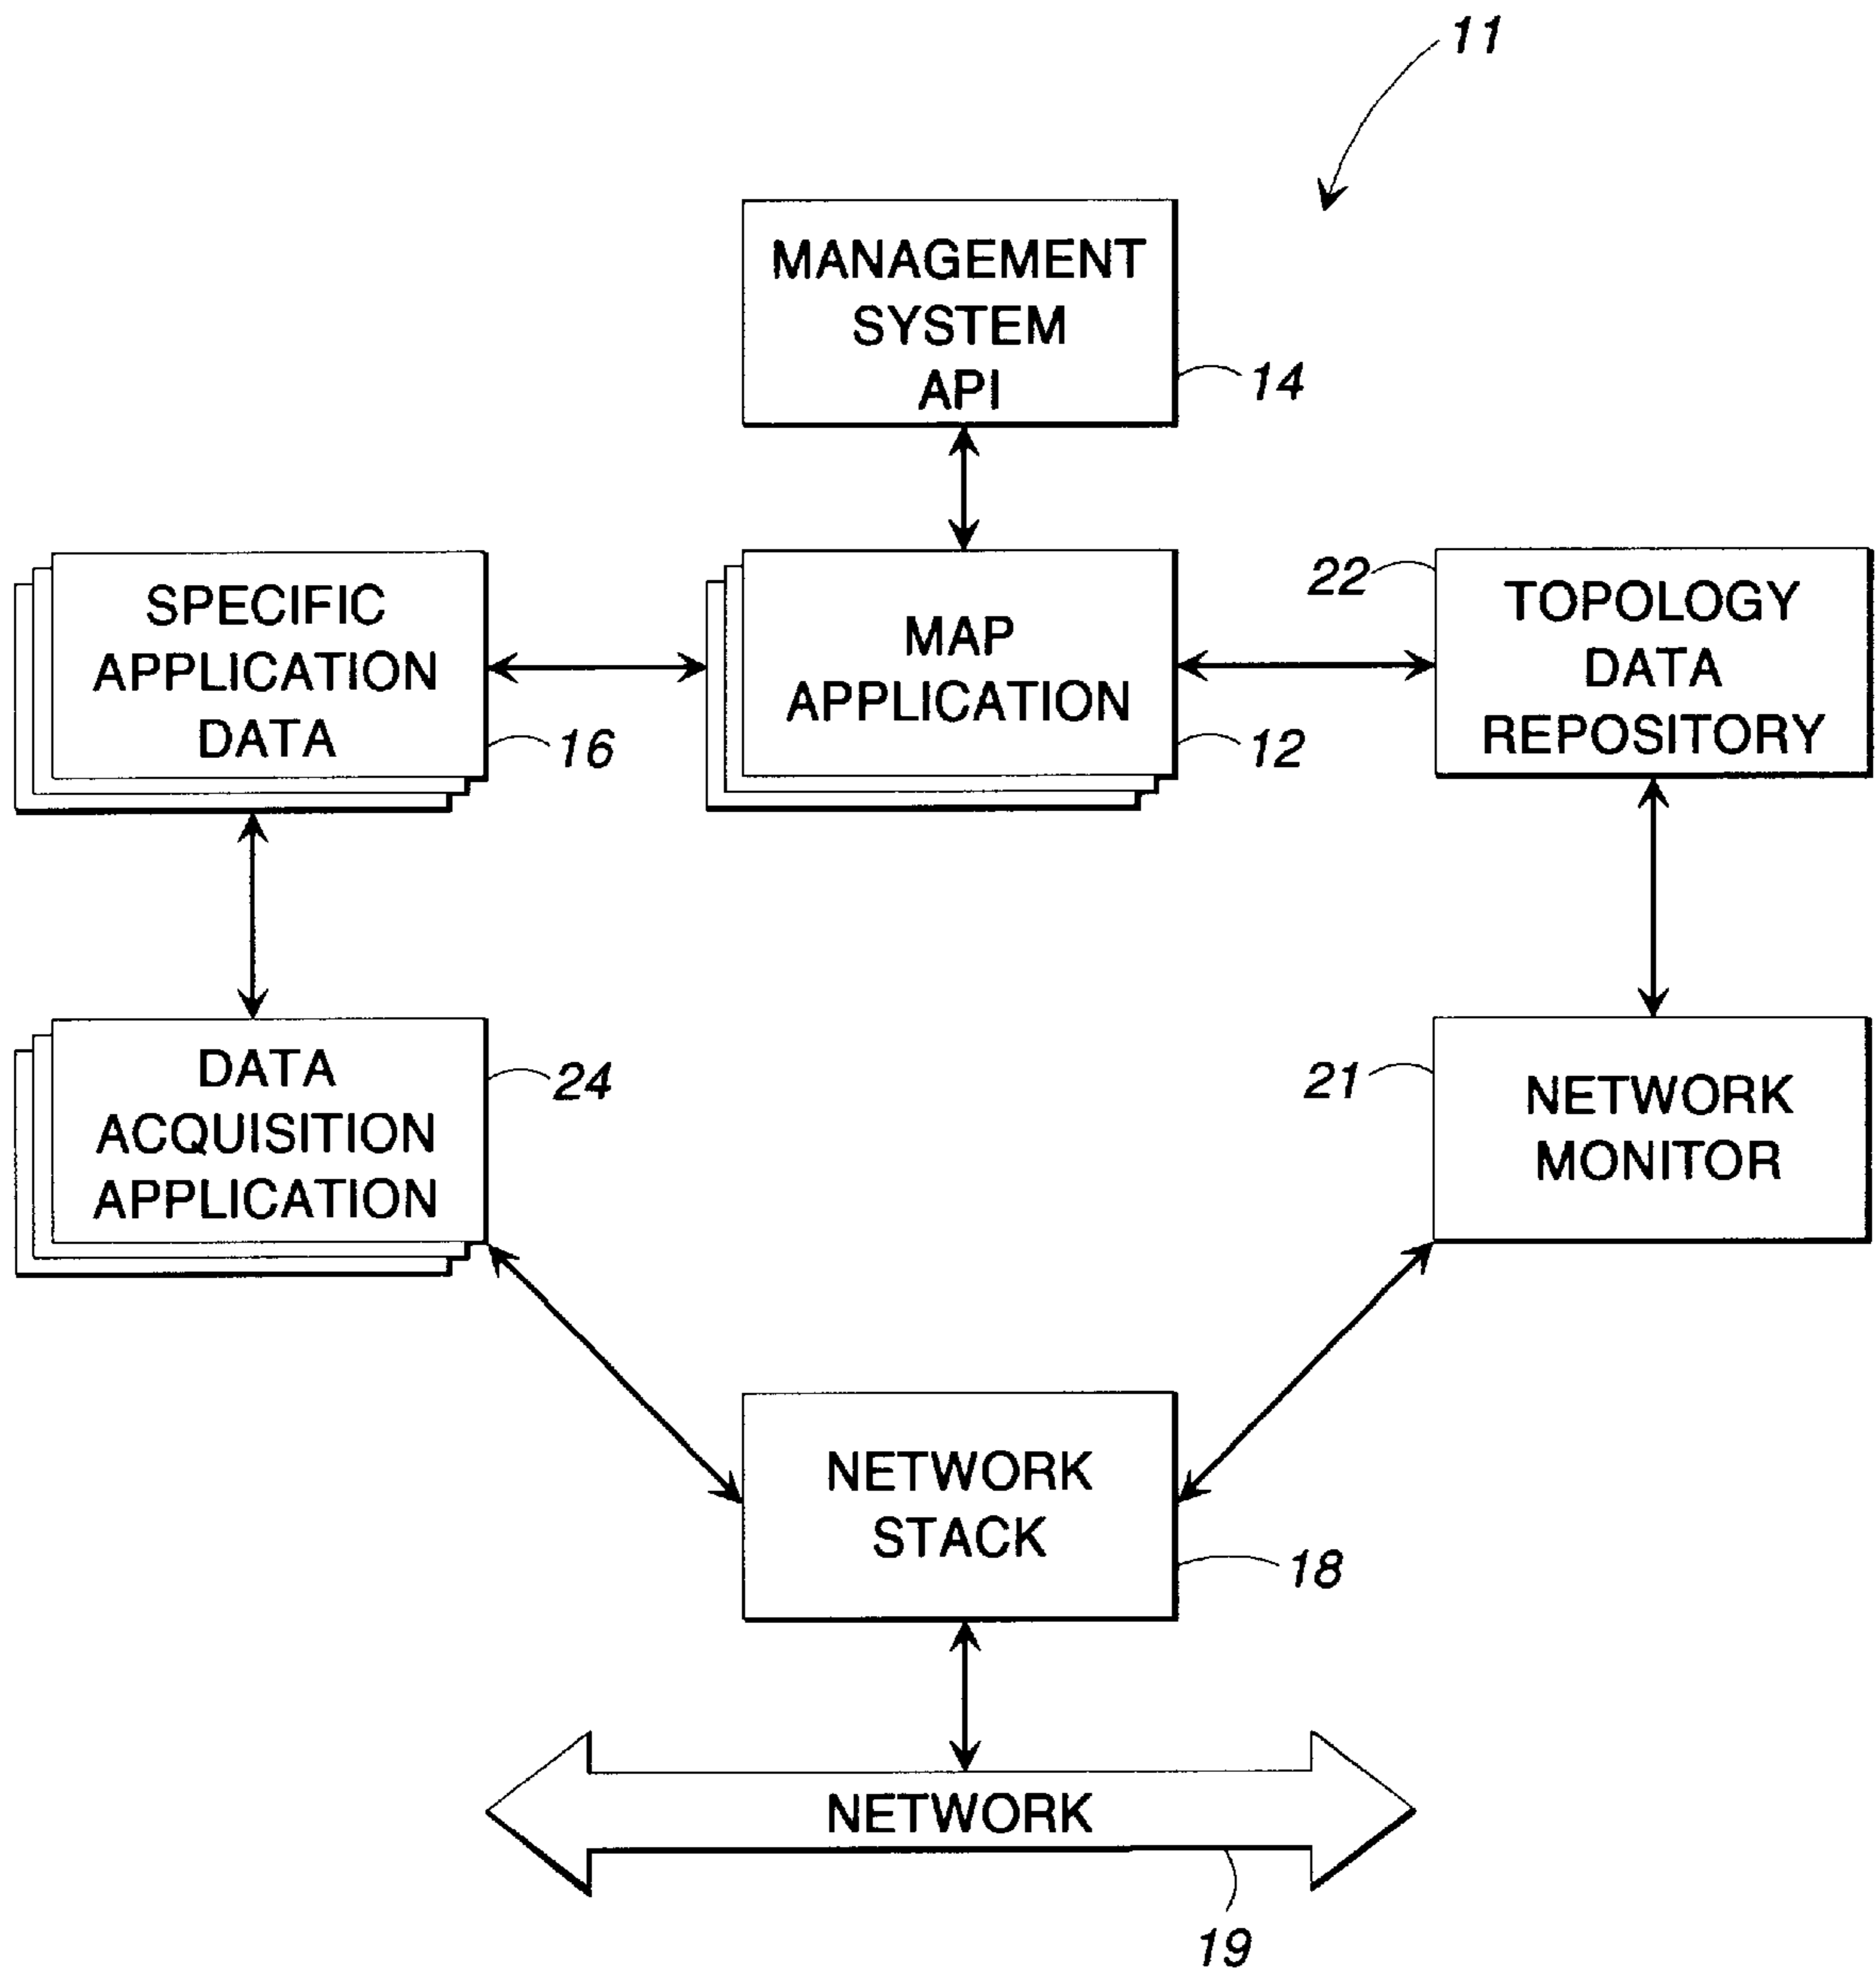 11
MANAGEMENT
SYSTEM
API
14
SPECIFIC
APPLICATION
DATA
16
MAP
APPLICATION
12
22
TOPOLOGY
DATA
REPOSITORY
DATA
ACQUISITION
APPLICATION
24
21
NETWORK
MONITOR
NETWORK
STACK
18
NETWORK
19